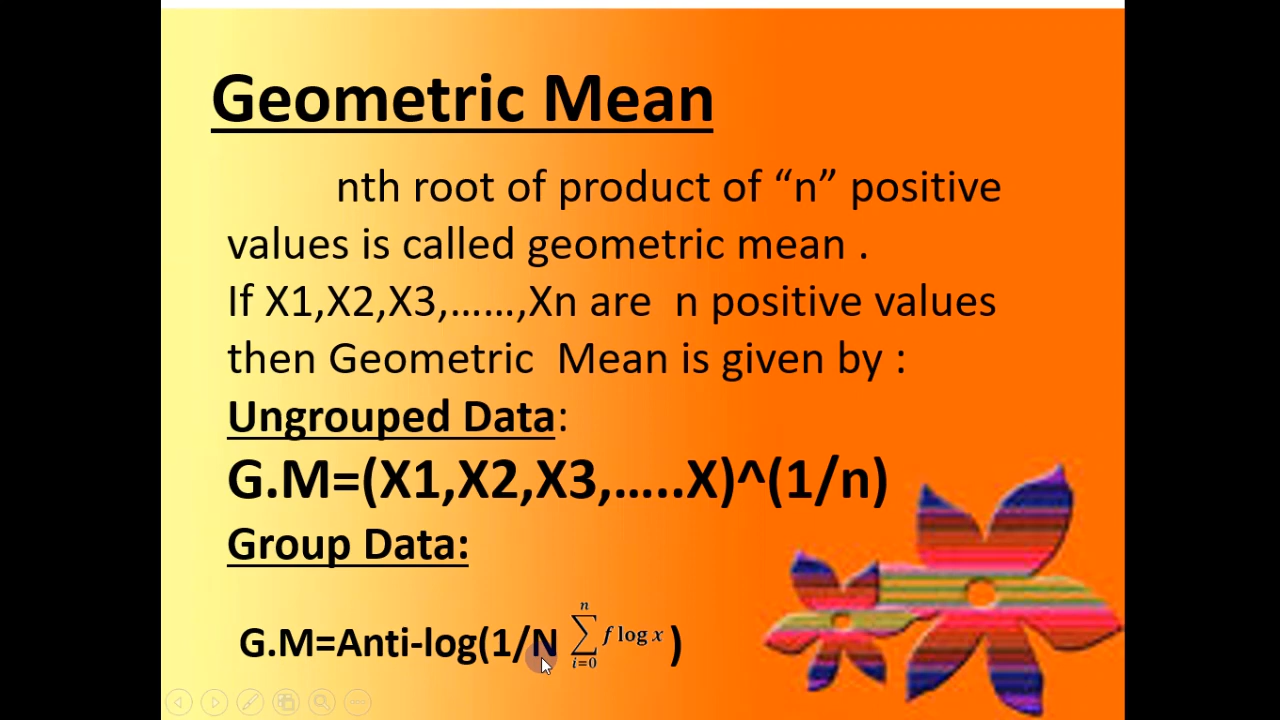 Geometric Mean
nth root of product of “n” positive
values is called geometric mean .
If X1,X2,X3,......,Xn are n positive values
then Geometric Mean is given by :
Ungrouped Data:
G.M=(X1,X2,X3,.....X)^(1/n)
Group Data:
G.M=Anti-log(1/N \sum_{i=0}^{n} f log x )